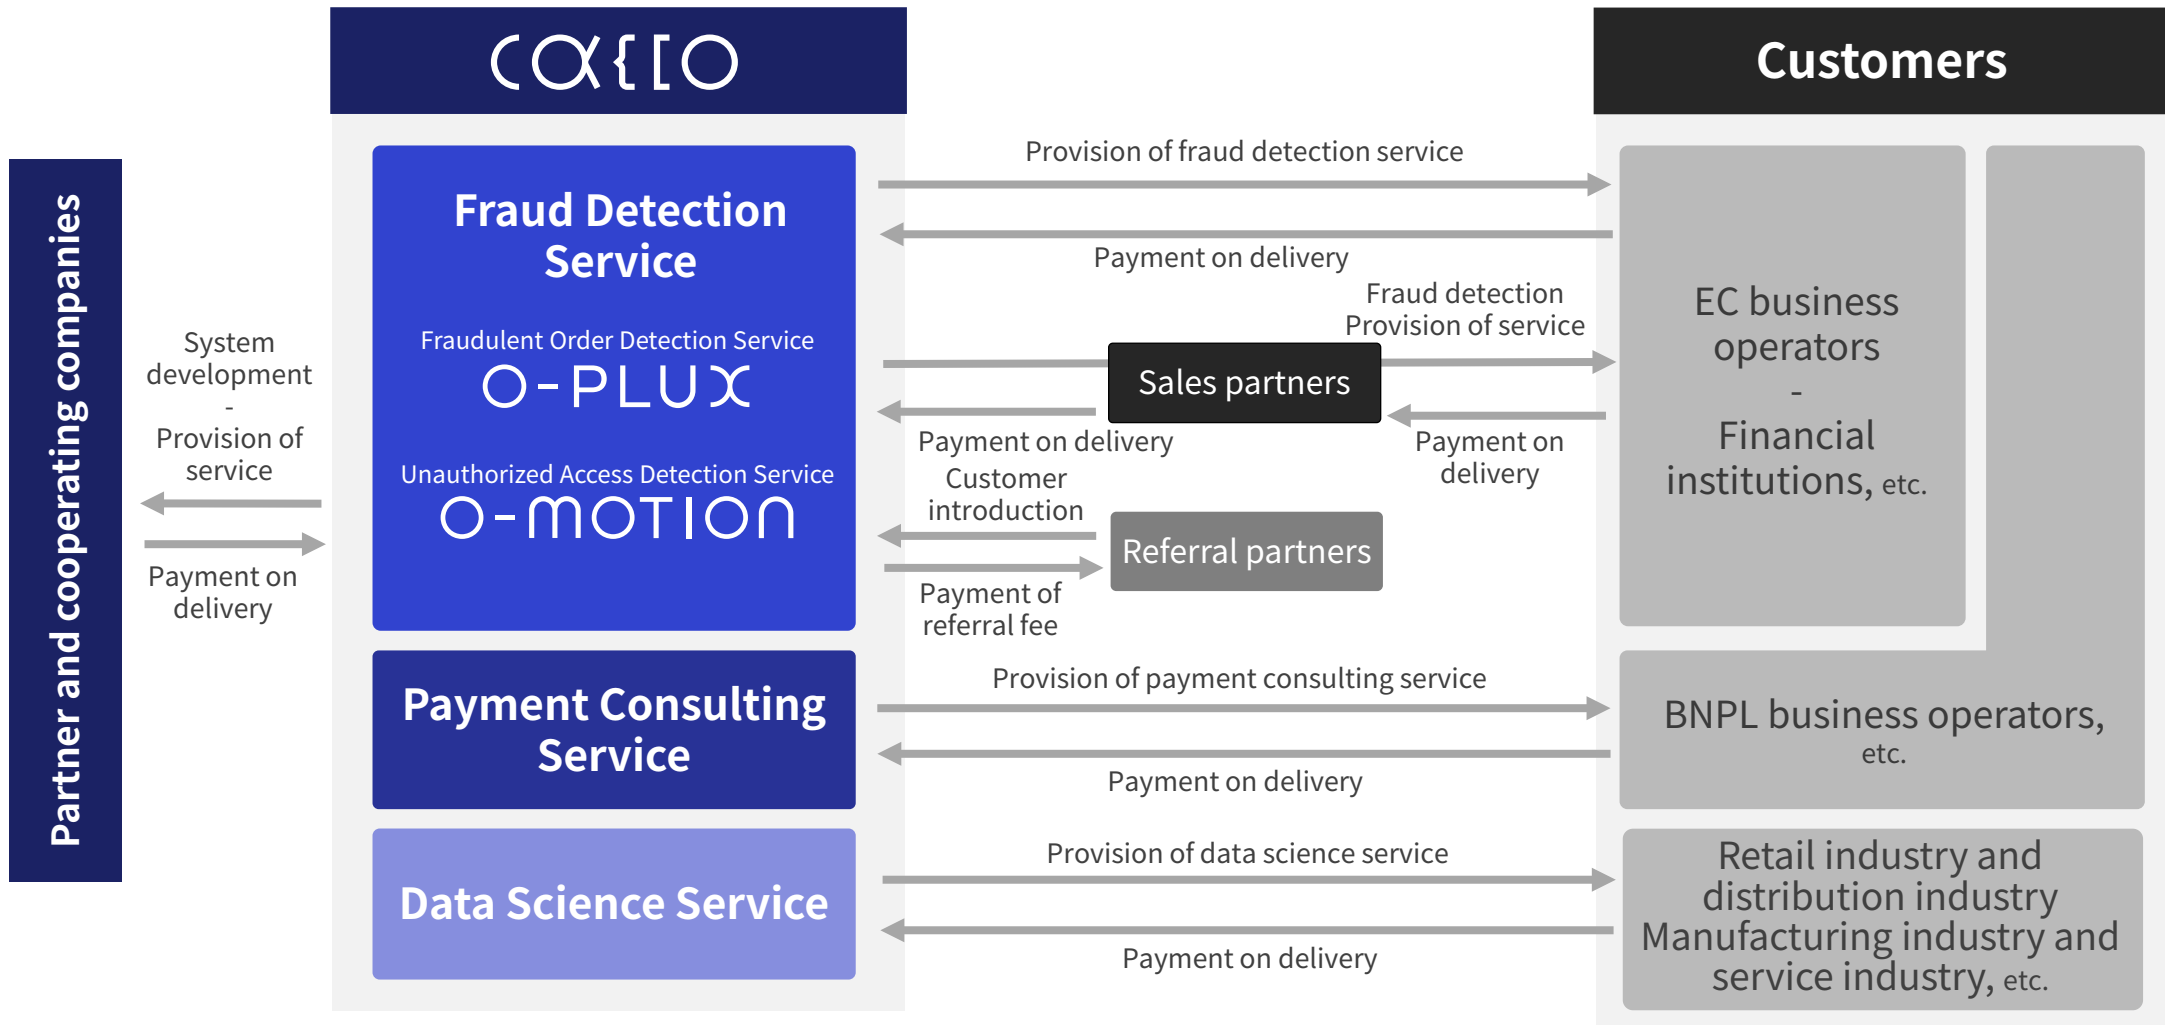 CACCO
Customers
Partner and cooperating companies
System
development
-
Provision of
service
Payment on
delivery
Fraud Detection
Service
Fraudulent Order Detection Service
O-PLUX
Unauthorized Access Detection Service
O-MOTION
Payment Consulting
Service
Data Science Service
Provision of fraud detection service
Payment on delivery
Fraud detection
Provision of service
Sales partners
Payment on delivery
Payment on
delivery
Customer
introduction
Referral partners
Payment of
referral fee
Provision of payment consulting service
Payment on delivery
Provision of data science service
Payment on delivery
EC business
operators
-
Financial
institutions, etc.
BNPL business operators,
etc.
Retail industry and
distribution industry
Manufacturing industry and
service industry, etc.